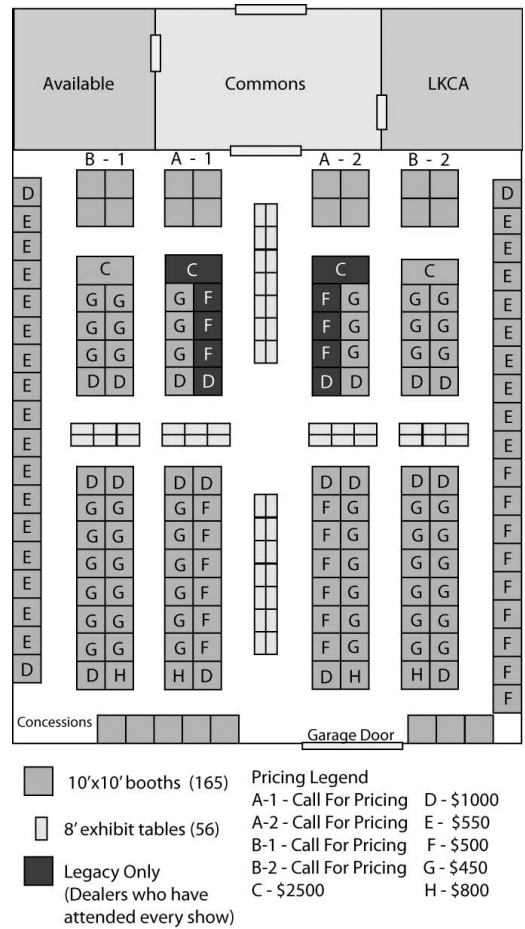 Available Commons LKCA
B - 1 A - 1 A - 2 B - 2
D D
E E
E E
C C C C
E E
E G G G F F G G G E
E G G G F F G G G E
E G G G F F G G G E
E D D D D D D D D E
E E
E E
E D D D D D D D D F
E G G G F F G G G F
E G G G F F G G G F
E G G G F F G G G F
E G G G F F G G G F
E G G G F F G G G F
E G G G F F G G G F
D D H H D D H H D F
F
Concessions
Garage Door
10'x10' booths (165)
8' exhibit tables (56)
Legacy Only
(Dealers who have
attended every show)
Pricing Legend
A-1 - Call For Pricing D - $1000
A-2 - Call For Pricing E - $550
B-1 - Call For Pricing F - $500
B-2 - Call For Pricing G - $450
C - $2500 H - $800